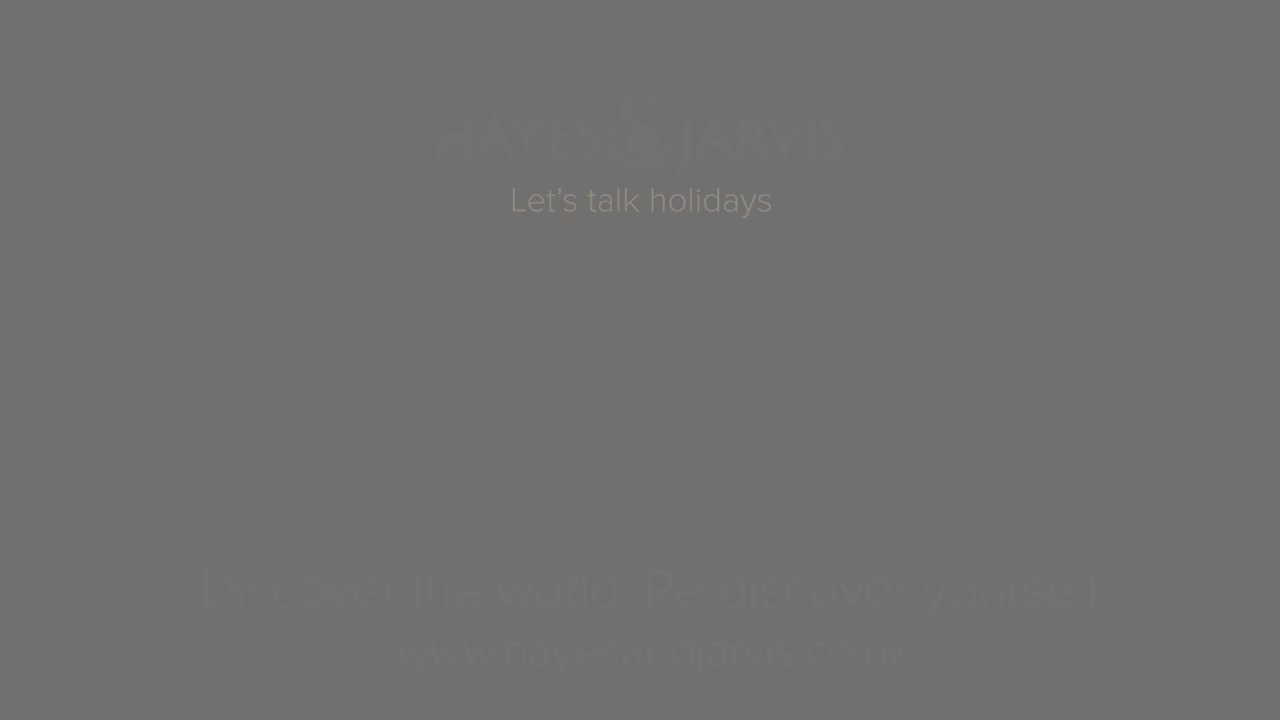 HAYES & JARVIS
Let's talk holidays
Discover the world. Re-discover yourself
www.hayesandjarvis.co.uk